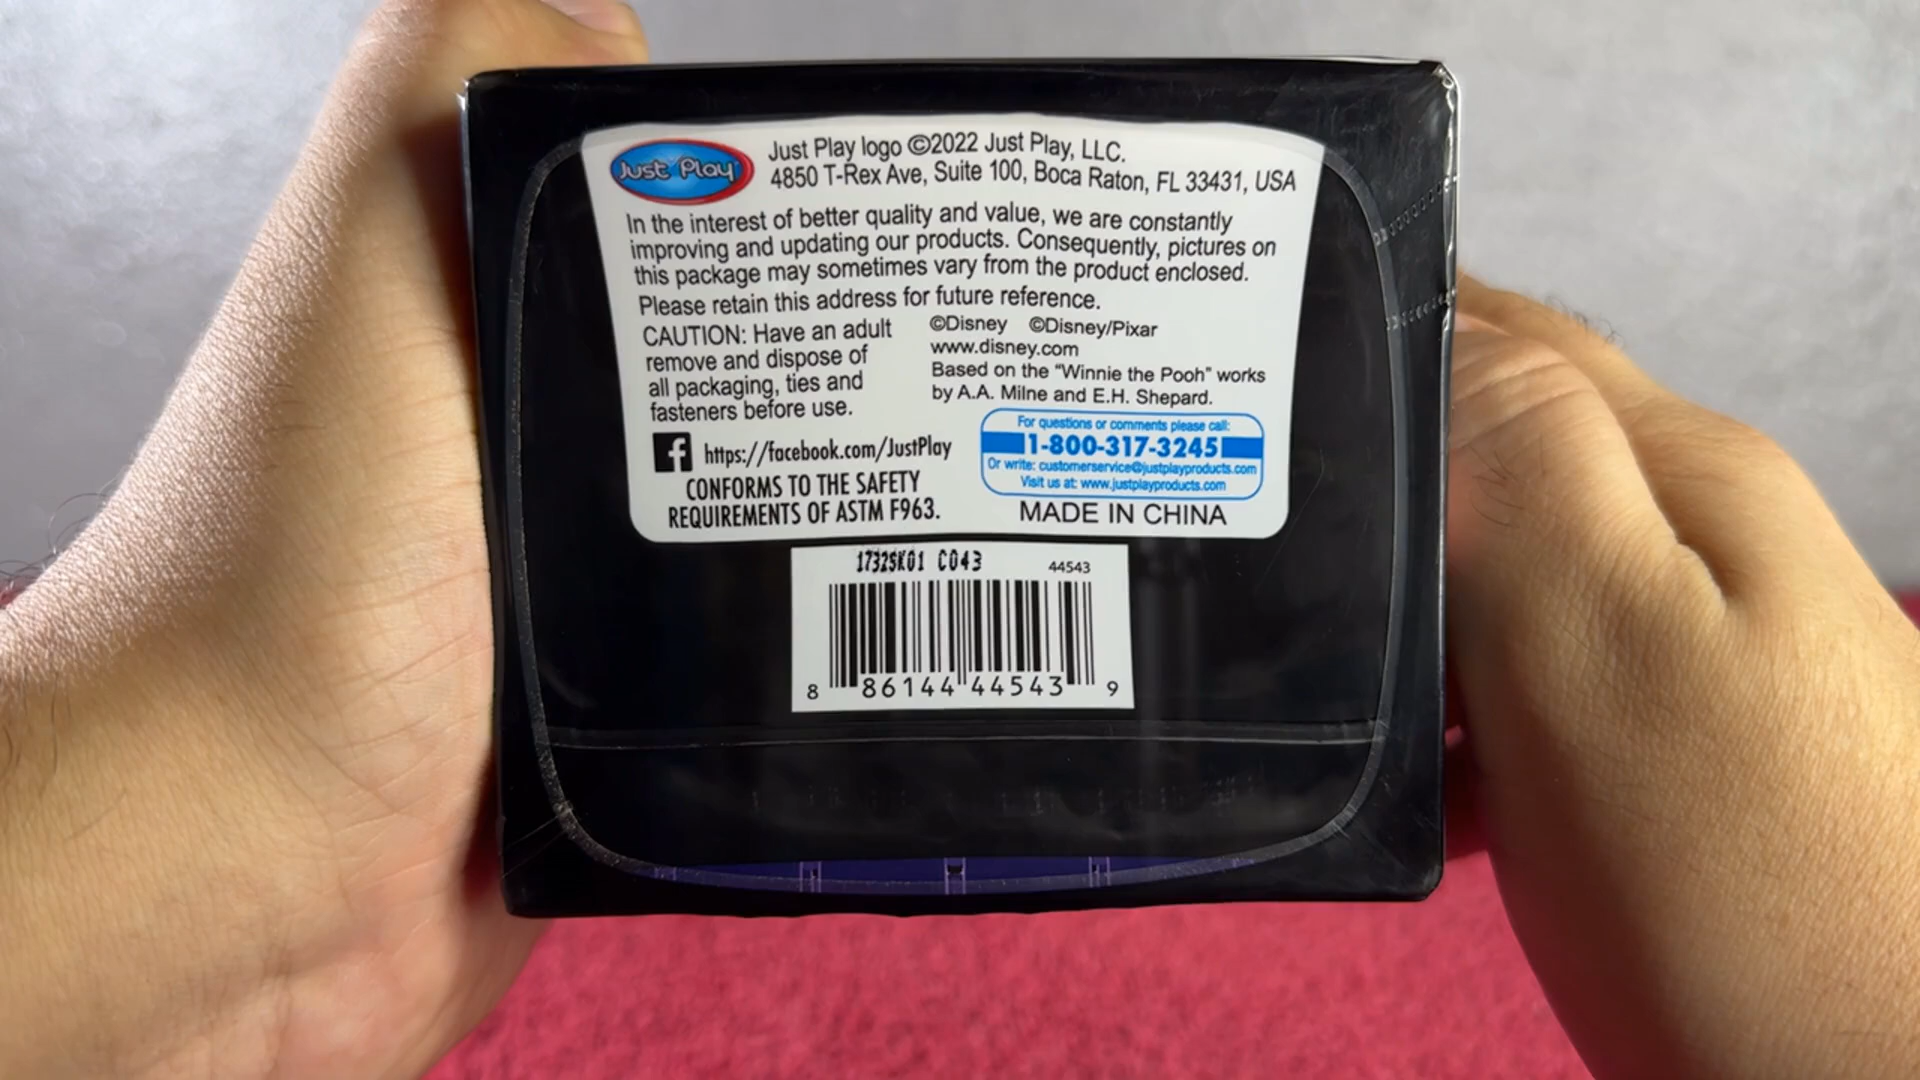 Just Play
Just Play logo ©2022 Just Play, LLC.
4850 T-Rex Ave, Suite 100, Boca Raton, FL 33431, USA
In the interest of better quality and value, we are constantly
improving and updating our products. Consequently, pictures on
this package may sometimes vary from the product enclosed.
Please retain this address for future reference.
CAUTION: Have an adult
remove and dispose of
all packaging, ties and
fasteners before use.
©Disney ©Disney/Pixar
www.disney.com
Based on the "Winnie the Pooh" works
by A.A. Milne and E.H. Shepard.
f https://facebook.com/JustPlay
CONFORMS TO THE SAFETY
REQUIREMENTS OF ASTM F963.
For questions or comments please call:
1-800-317-3245
Or write: customerservice@justplayproducts.com
Visit us at: www.justplayproducts.com
MADE IN CHINA
1732SK01 C043
44543
8 86144 44543 9